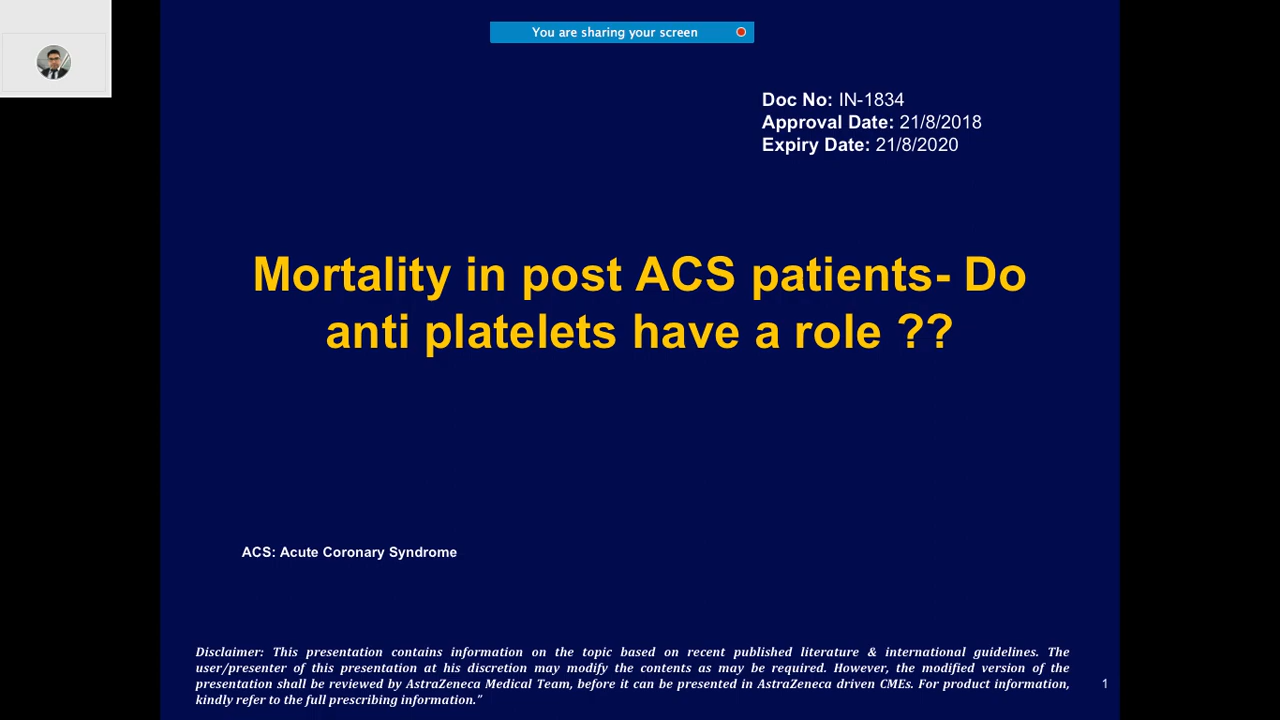 You are sharing your screen
Doc No: IN-1834
Approval Date: 21/8/2018
Expiry Date: 21/8/2020
Mortality in post ACS patients- Do
anti platelets have a role ??
ACS: Acute Coronary Syndrome
Disclaimer: This presentation contains information on the topic based on recent published literature & international guidelines. The
user/presenter of this presentation at his discretion may modify the contents as may be required. However, the modified version of the
presentation shall be reviewed by AstraZeneca Medical Team, before it can be presented in AstraZeneca driven CMEs. For product information,
kindly refer to the full prescribing information.”
1